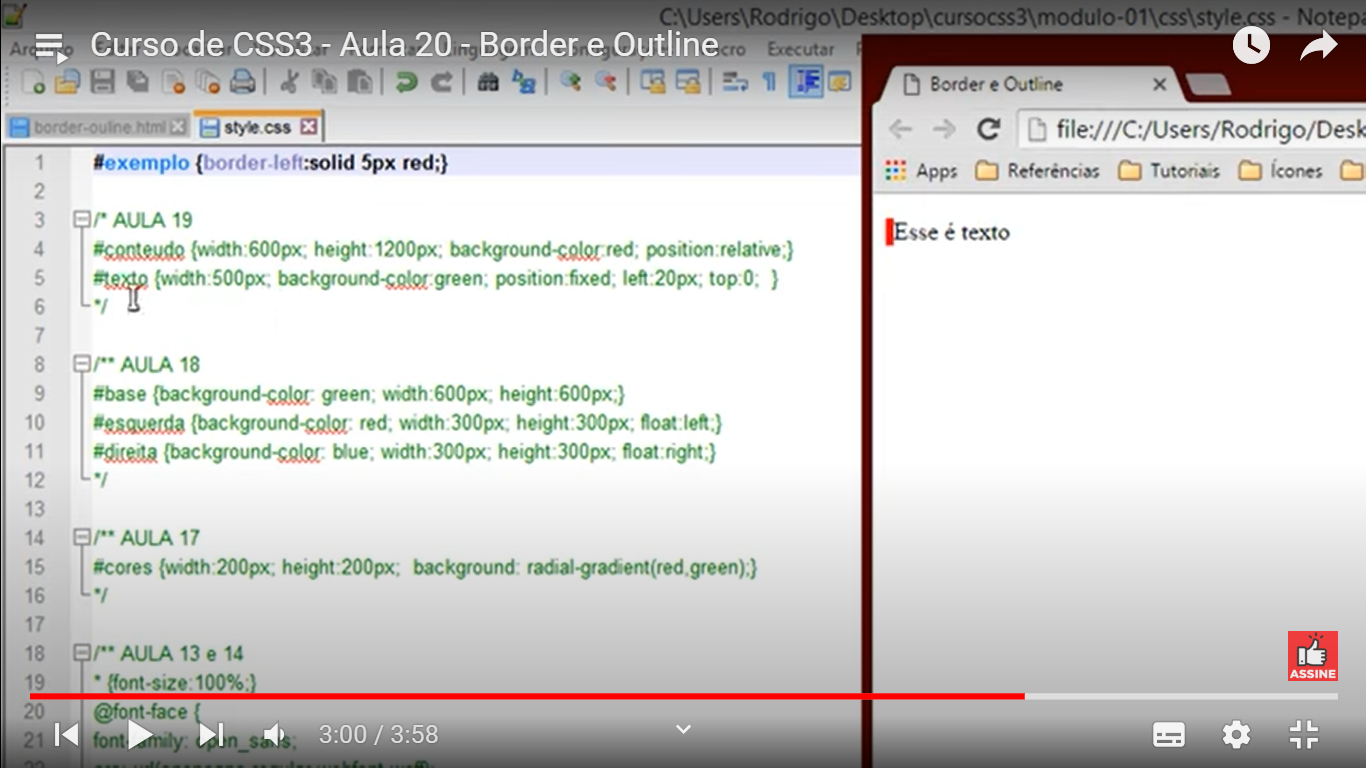 C:\Users\Rodrigo\Desktop\cursocss3\modulo-01\css\style.css - Notepa
Curso de CSS3 - Aula 20 - Border e Outline
Executar
border-ouline.html
style.css
1 #exemplo {border-left:solid 5px red;}
2
3 /* AULA 19
4 #conteudo {width:600px; height:1200px; background-color:red; position:relative;}
5 #texto {width:500px; background-color:green; position:fixed; left:20px; top:0; }
6 */
7
8 /** AULA 18
9 #base {background-color: green; width:600px; height:600px;}
10 #esquerda {background-color: red; width:300px; height:300px; float:left;}
11 #direita {background-color: blue; width:300px; height:300px; float:right;}
12 */
13
14 /** AULA 17
15 #cores {width:200px; height:200px; background: radial-gradient(red,green);}
16 */
17
18 /** AULA 13 e 14
19 * {font-size:100%;}
20 @font-face {
21 font-family: open_sans;
Border e Outline
file:///C:/Users/Rodrigo/Desk
Apps Referências Tutoriais Ícones
Esse é texto
ASSINE
3:00 / 3:58